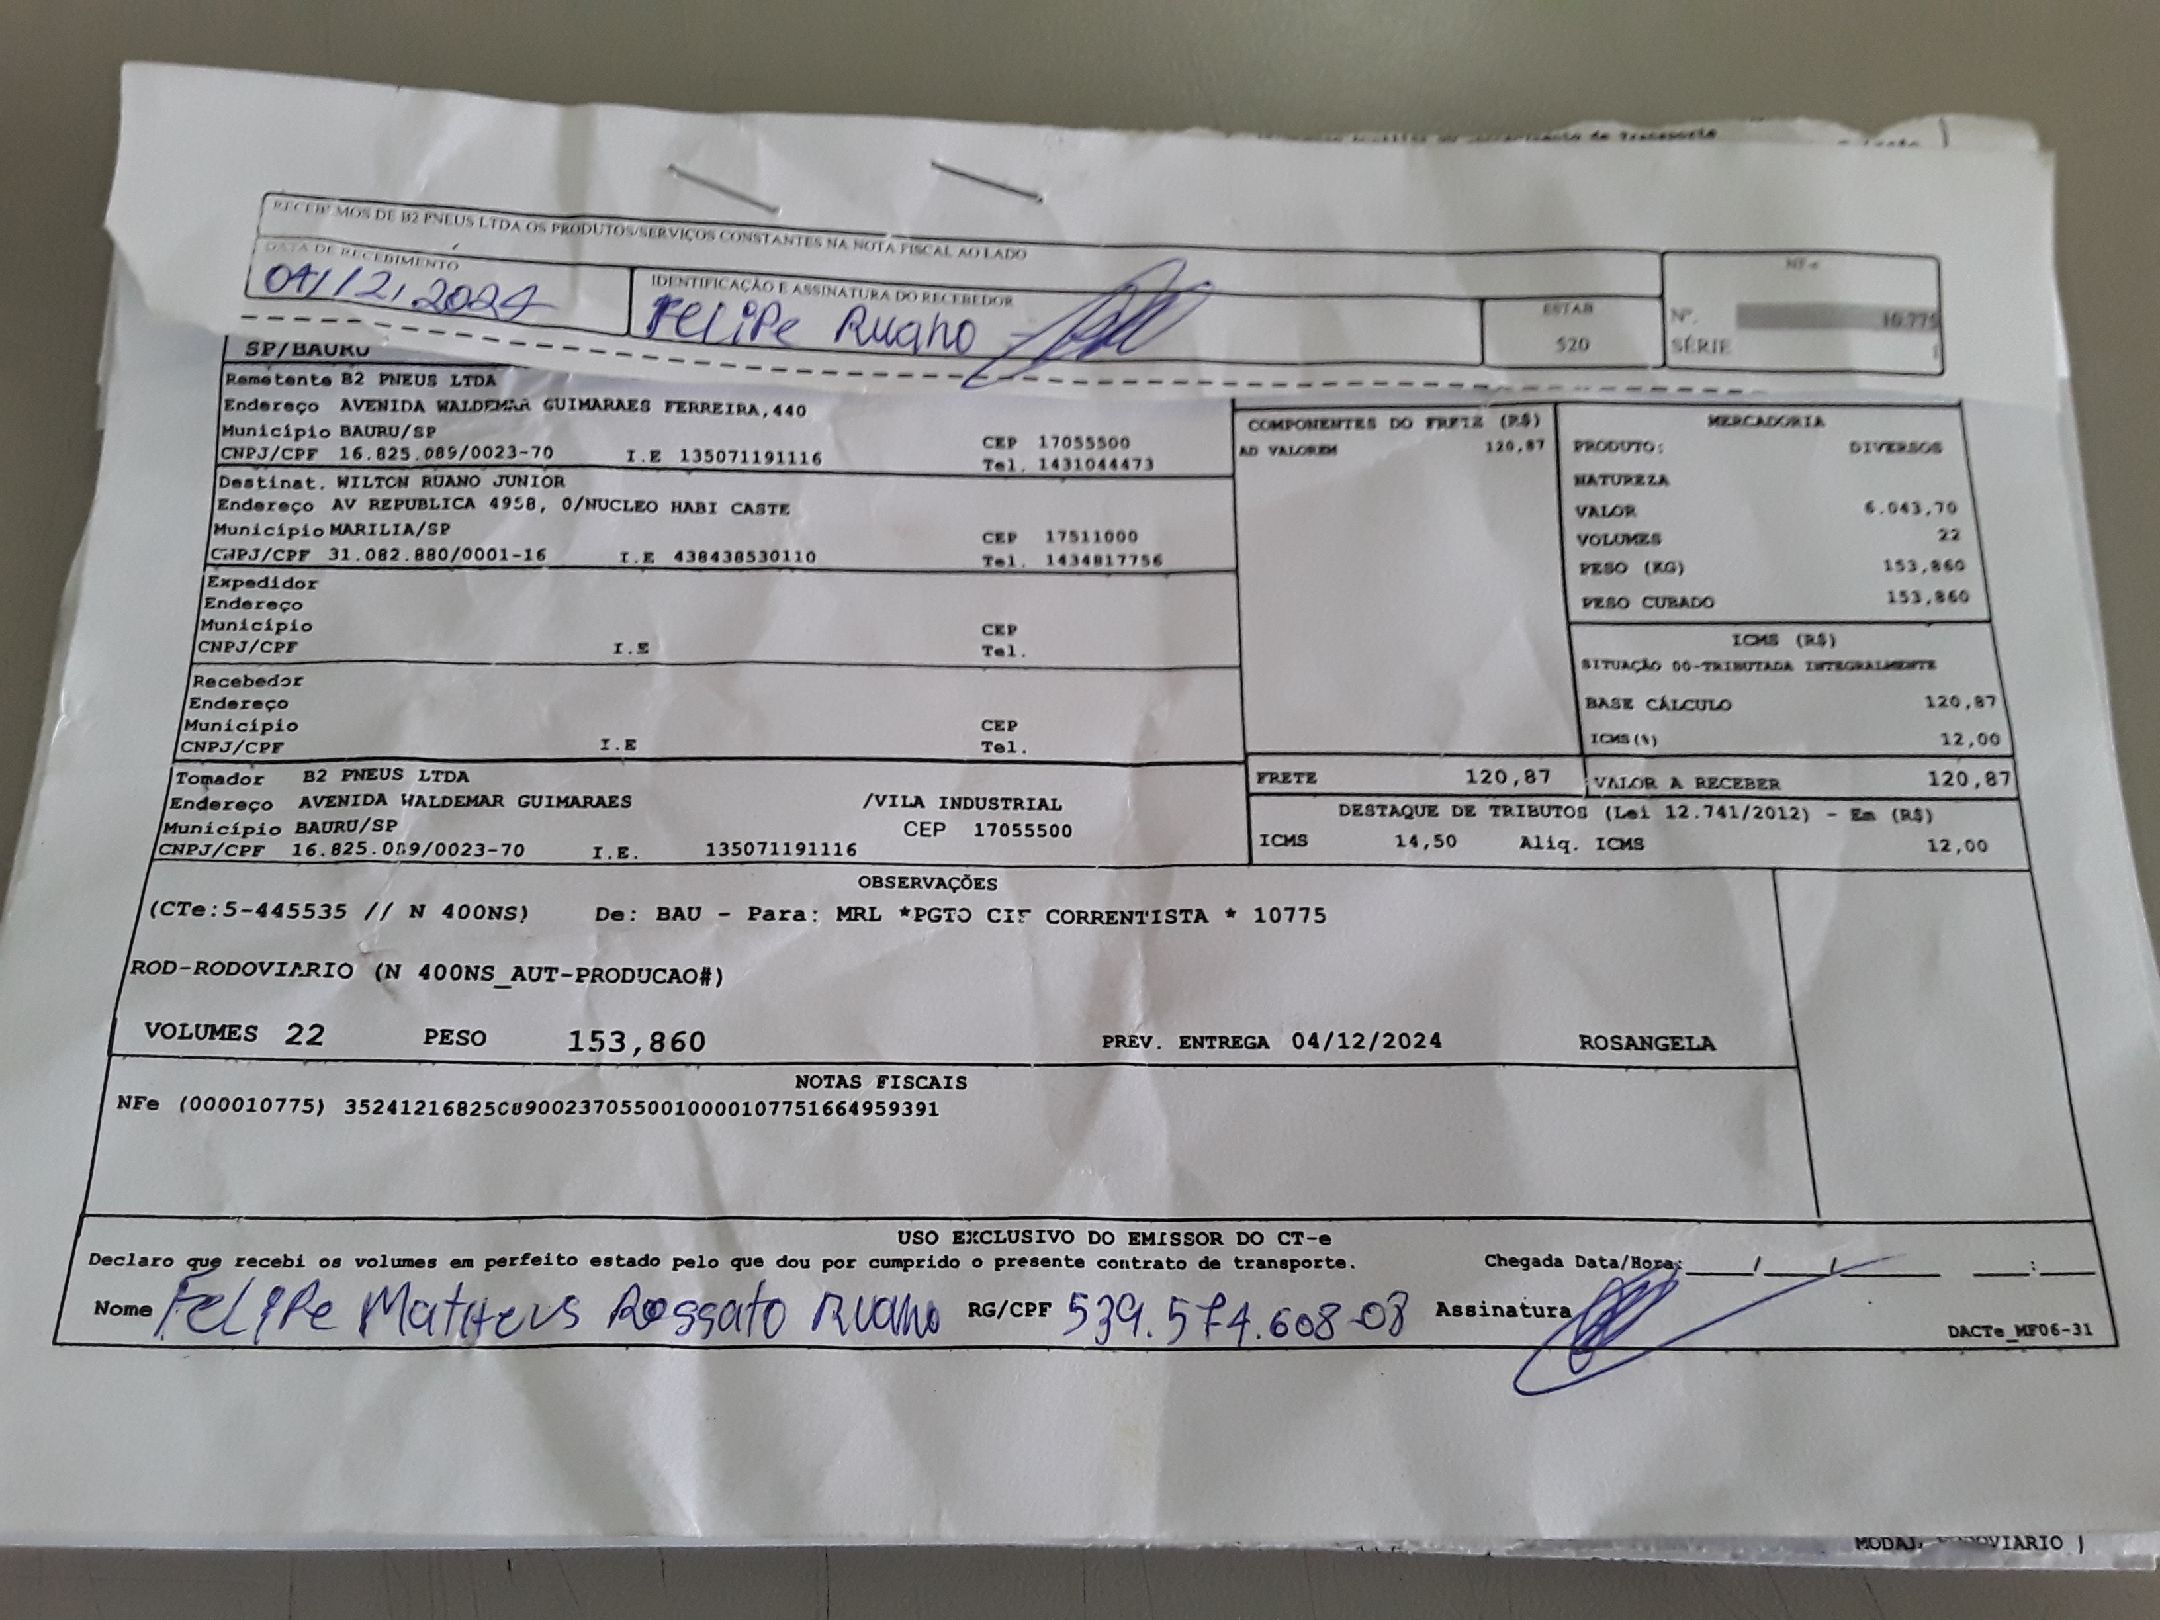 de Transporte
RECEBEMOS DE B2 PNEUS LTDA OS PRODUTOS/SERVIÇOS CONSTANTES NA NOTA FISCAL AO LADO
DATA DE RECEBIMENTO
04/12/2024
IDENTIFICAÇÃO E ASSINATURA DO RECEBEDOR
Felipe Ruano
ESTAB
520
NF-e
Nº. 10.775
SÉRIE 1
SP/BAURU
Remetente B2 PNEUS LTDA
Endereço AVENIDA WALDEMAR GUIMARAES FERREIRA,440
Município BAURU/SP CEP 17055500
CNPJ/CPF 16.825.089/0023-70 I.E 135071191116 Tel. 1431044473
Destinat. WILTON RUANO JUNIOR
Endereço AV REPUBLICA 4958, 0/NUCLEO HABI CASTE
Município MARILIA/SP CEP 17511000
CNPJ/CPF 31.082.880/0001-16 I.E 438438530110 Tel. 1434817756
Expedidor
Endereço
Município CEP
CNPJ/CPF I.E Tel.
Recebedor
Endereço
Município CEP
CNPJ/CPF I.E Tel.
Tomador B2 PNEUS LTDA
Endereço AVENIDA WALDEMAR GUIMARAES /VILA INDUSTRIAL
Município BAURU/SP CEP 17055500
CNPJ/CPF 16.825.089/0023-70 I.E. 135071191116
COMPONENTES DO FRETE (R$)
AD VALOREM 120,87
MERCADORIA
PRODUTO: DIVERSOS
NATUREZA
VALOR 6.043,70
VOLUMES 22
PESO (KG) 153,860
PESO CUBADO 153,860
ICMS (R$)
SITUAÇÃO 00-TRIBUTADA INTEGRALMENTE
BASE CÁLCULO 120,87
ICMS(%) 12,00
FRETE 120,87 VALOR A RECEBER 120,87
DESTAQUE DE TRIBUTOS (Lei 12.741/2012) - Em (R$)
ICMS 14,50 Aliq. ICMS 12,00
OBSERVAÇÕES
(CTe:5-445535 // N 400NS) De: BAU - Para: MRL *PGTO CIF CORRENTISTA * 10775
ROD-RODOVIARIO (N 400NS_AUT-PRODUCAO#)
VOLUMES 22 PESO 153,860 PREV. ENTREGA 04/12/2024 ROSANGELA
NOTAS FISCAIS
NFe (000010775) 35241216825089002370550010000107751664959391
USO EXCLUSIVO DO EMISSOR DO CT-e
Declaro que recebi os volumes em perfeito estado pelo que dou por cumprido o presente contrato de transporte. Chegada Data/Hora: ____/____/____ ___:___
Nome Felipe Matheus Rossato Ruano RG/CPF 539.574.608-08 Assinatura
DACTe_MF06-31